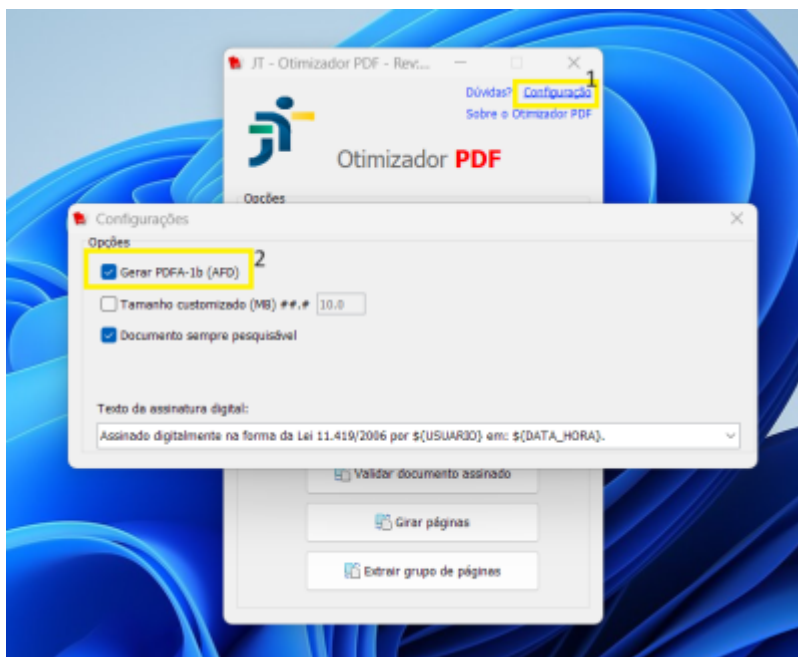 JT - Otimizador PDF - Rev:...
1
Dúvidas? Configuração
Sobre o Otimizador PDF
Otimizador PDF
Opções
Configurações
Opções
2
Gerar PDFA-1b (AFD)
Tamanho customizado (MB) ##.# 10.0
Documento sempre pesquisável
Texto da assinatura digital:
Assinado digitalmente na forma da Lei 11.419/2006 por ${USUARIO} em: ${DATA_HORA}.
Validar documento assinado
Girar páginas
Extrair grupo de páginas